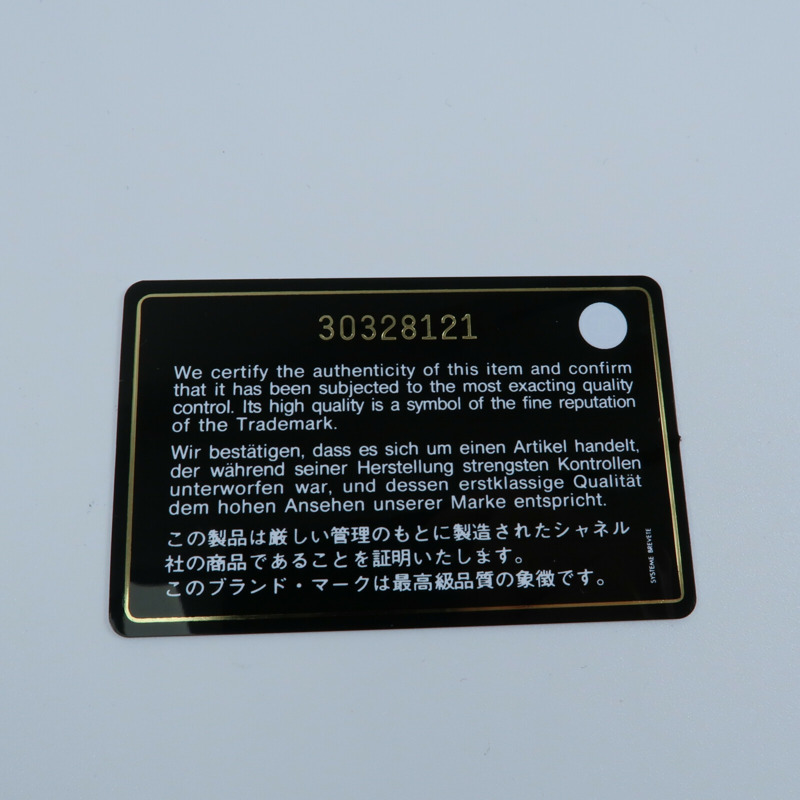 30328121
We certify the authenticity of this item and confirm
that it has been subjected to the most exacting quality
control. Its high quality is a symbol of the fine reputation
of the Trademark.
Wir bestätigen, dass es sich um einen Artikel handelt,
der während seiner Herstellung strengsten Kontrollen
unterworfen war, und dessen erstklassige Qualität
dem hohen Ansehen unserer Marke entspricht.
この製品は厳しい管理のもとに製造されたシャネル
社の商品であることを証明いたします。
このブランド・マークは最高級品質の象徴です。
SYSTEME BREVETE